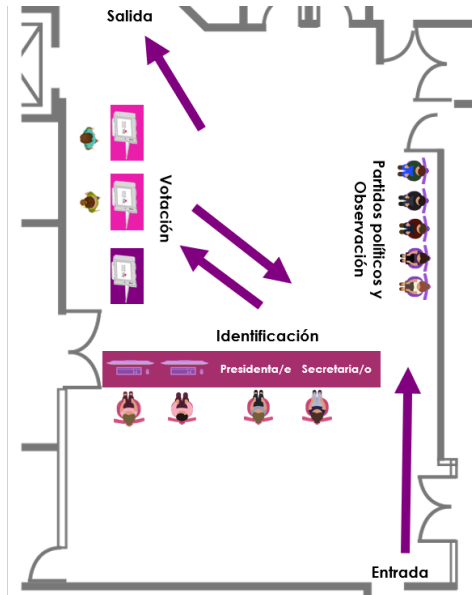 Salida
Votación
Partidos políticos y
Observación
Identificación
Presidenta/e
Secretaria/o
Entrada